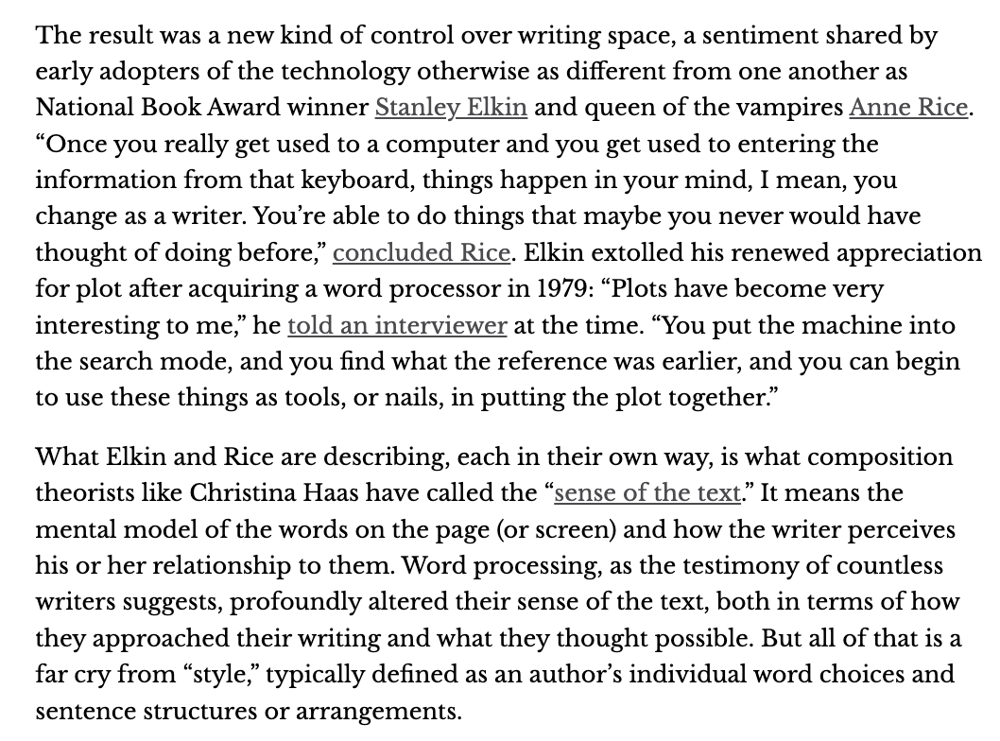 The result was a new kind of control over writing space, a sentiment shared by
early adopters of the technology otherwise as different from one another as
National Book Award winner Stanley Elkin and queen of the vampires Anne Rice.
“Once you really get used to a computer and you get used to entering the
information from that keyboard, things happen in your mind, I mean, you
change as a writer. You’re able to do things that maybe you never would have
thought of doing before,” concluded Rice. Elkin extolled his renewed appreciation
for plot after acquiring a word processor in 1979: “Plots have become very
interesting to me,” he told an interviewer at the time. “You put the machine into
the search mode, and you find what the reference was earlier, and you can begin
to use these things as tools, or nails, in putting the plot together.”
What Elkin and Rice are describing, each in their own way, is what composition
theorists like Christina Haas have called the “sense of the text.” It means the
mental model of the words on the page (or screen) and how the writer perceives
his or her relationship to them. Word processing, as the testimony of countless
writers suggests, profoundly altered their sense of the text, both in terms of how
they approached their writing and what they thought possible. But all of that is a
far cry from “style,” typically defined as an author’s individual word choices and
sentence structures or arrangements.